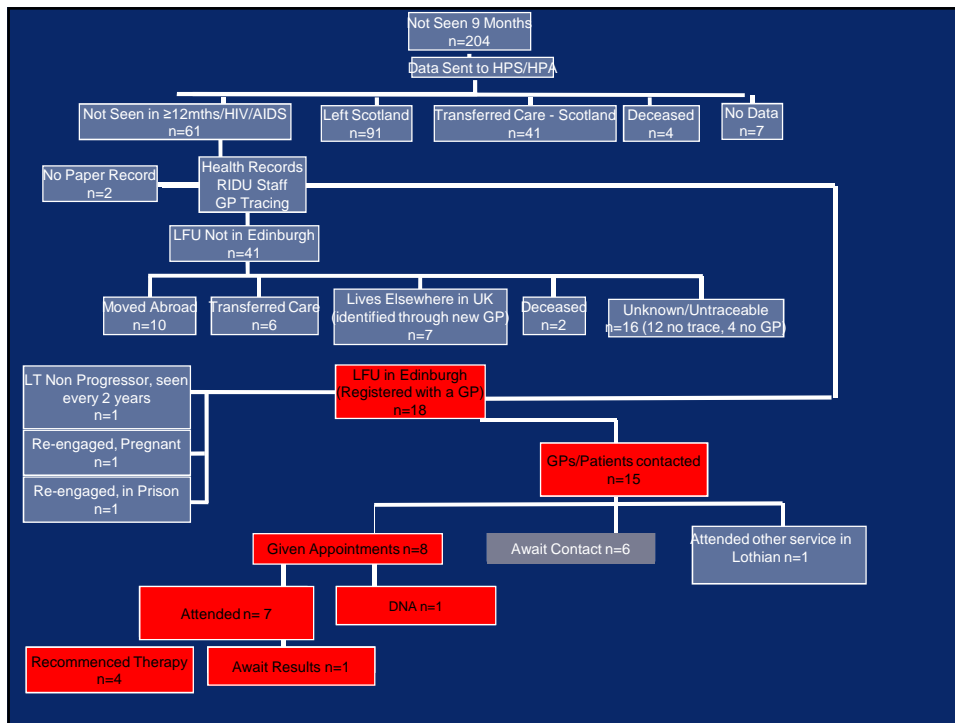 Not Seen 9 Months
n=204
Data Sent to HPS/HPA
Not Seen in ≥12mths/HIV/AIDS
n=61
Left Scotland
n=91
Transferred Care - Scotland
n=41
Deceased
n=4
No Data
n=7
No Paper Record
n=2
Health Records
RIDU Staff
GP Tracing
LFU Not in Edinburgh
n=41
Moved Abroad
n=10
Transferred Care
n=6
Lives Elsewhere in UK
(identified through new GP)
n=7
Deceased
n=2
Unknown/Untraceable
n=16 (12 no trace, 4 no GP)
LT Non Progressor, seen
every 2 years
n=1
Re-engaged, Pregnant
n=1
Re-engaged, in Prison
n=1
LFU in Edinburgh
(Registered with a GP)
n=18
GPs/Patients contacted
n=15
Given Appointments n=8
Await Contact n=6
Attended other service in
Lothian n=1
Attended n= 7
DNA n=1
Recommenced Therapy
n=4
Await Results n=1